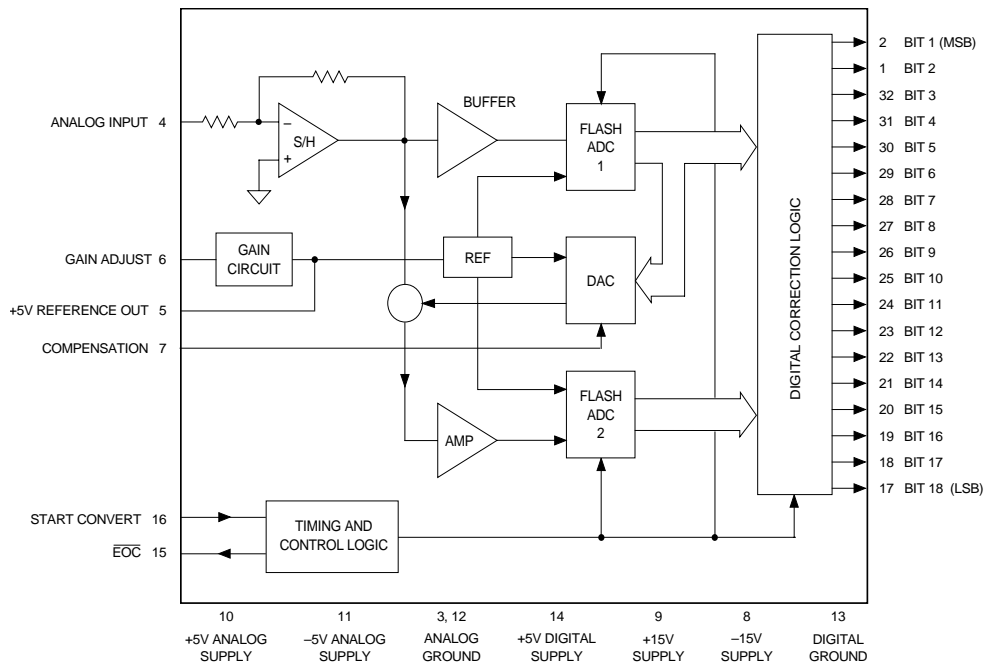 2 BIT 1 (MSB)
1 BIT 2
32 BIT 3
31 BIT 4
30 BIT 5
29 BIT 6
28 BIT 7
27 BIT 8
26 BIT 9
25 BIT 10
24 BIT 11
23 BIT 12
22 BIT 13
21 BIT 14
20 BIT 15
19 BIT 16
18 BIT 17
17 BIT 18 (LSB)
DIGITAL CORRECTION LOGIC
BUFFER
ANALOG INPUT 4
–
S/H
+
FLASH
ADC
1
GAIN ADJUST 6
GAIN
CIRCUIT
REF
DAC
+5V REFERENCE OUT 5
COMPENSATION 7
AMP
FLASH
ADC
2
START CONVERT 16
EOC 15
TIMING AND
CONTROL LOGIC
10
+5V ANALOG
SUPPLY
11
–5V ANALOG
SUPPLY
3, 12
ANALOG
GROUND
14
+5V DIGITAL
SUPPLY
9
+15V
SUPPLY
8
–15V
SUPPLY
13
DIGITAL
GROUND